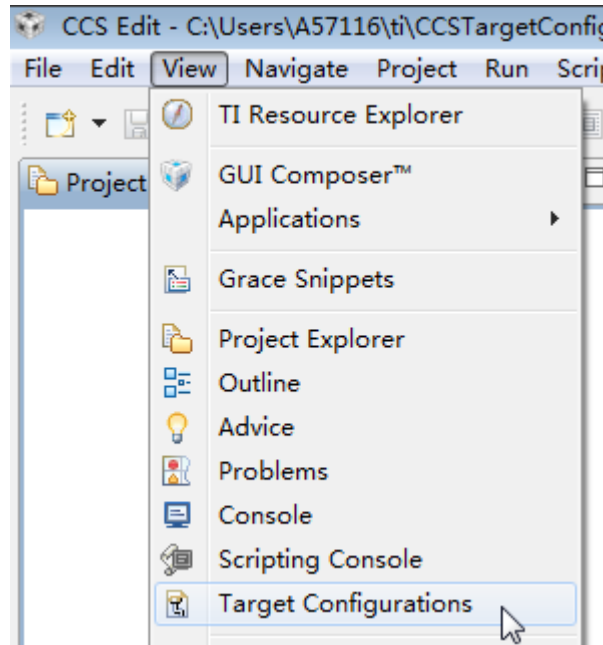 CCS Edit - C:\Users\A57116\ti\CCSTargetConfig
File Edit View Navigate Project Run Scrip
Project
TI Resource Explorer
GUI Composer™
Applications
Grace Snippets
Project Explorer
Outline
Advice
Problems
Console
Scripting Console
Target Configurations